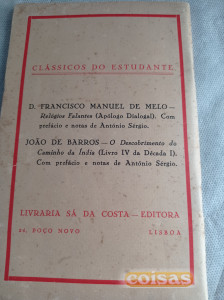 CLÁSSICOS DO ESTUDANTE
D. FRANCISCO MANUEL DE MELO —
Relógios Falantes (Apólogo Dialogal). Com
prefácio e notas de António Sérgio.
JOÃO DE BARROS — O Descobrimento do
Caminho da Índia (Livro IV da Década I).
Com prefácio e notas de António Sérgio.
LIVRARIA SÁ DA COSTA — EDITORA
POÇO NOVO LISBOA
coisas